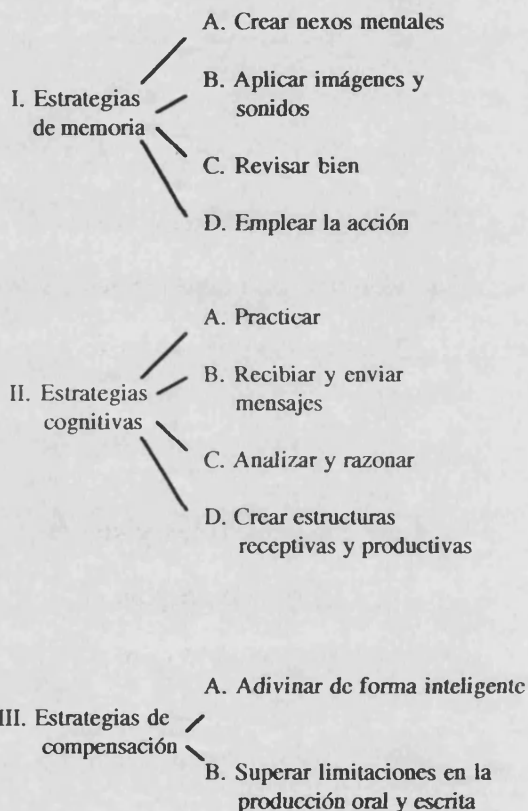 A. Crear nexos mentales
I. Estrategias
de memoria
B. Aplicar imágenes y
sonidos
C. Revisar bien
D. Emplear la acción
A. Practicar
II. Estrategias
cognitivas
B. Recibiar y enviar
mensajes
C. Analizar y razonar
D. Crear estructuras
receptivas y productivas
A. Adivinar de forma inteligente
III. Estrategias de
compensación
B. Superar limitaciones en la
producción oral y escrita